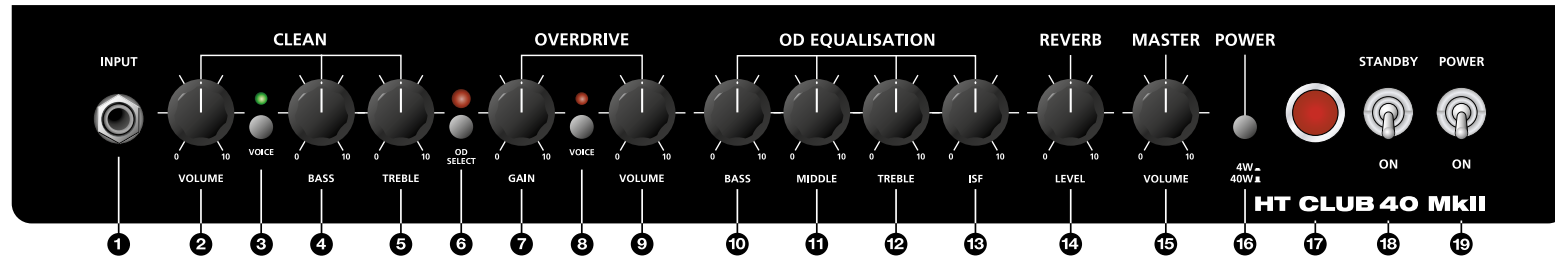 CLEAN OVERDRIVE OD EQUALISATION REVERB MASTER POWER
INPUT STANDBY POWER
VOICE OD VOICE
SELECT
0 10 0 10 0 10 0 10 0 10 0 10 0 10 0 10 0 10 0 10 0 10
4W ON ON
VOLUME BASS TREBLE GAIN VOLUME BASS MIDDLE TREBLE ISF LEVEL VOLUME 40W
HT CLUB 40 MkII
1 2 3 4 5 6 7 8 9 10 11 12 13 14 15 16 17 18 19